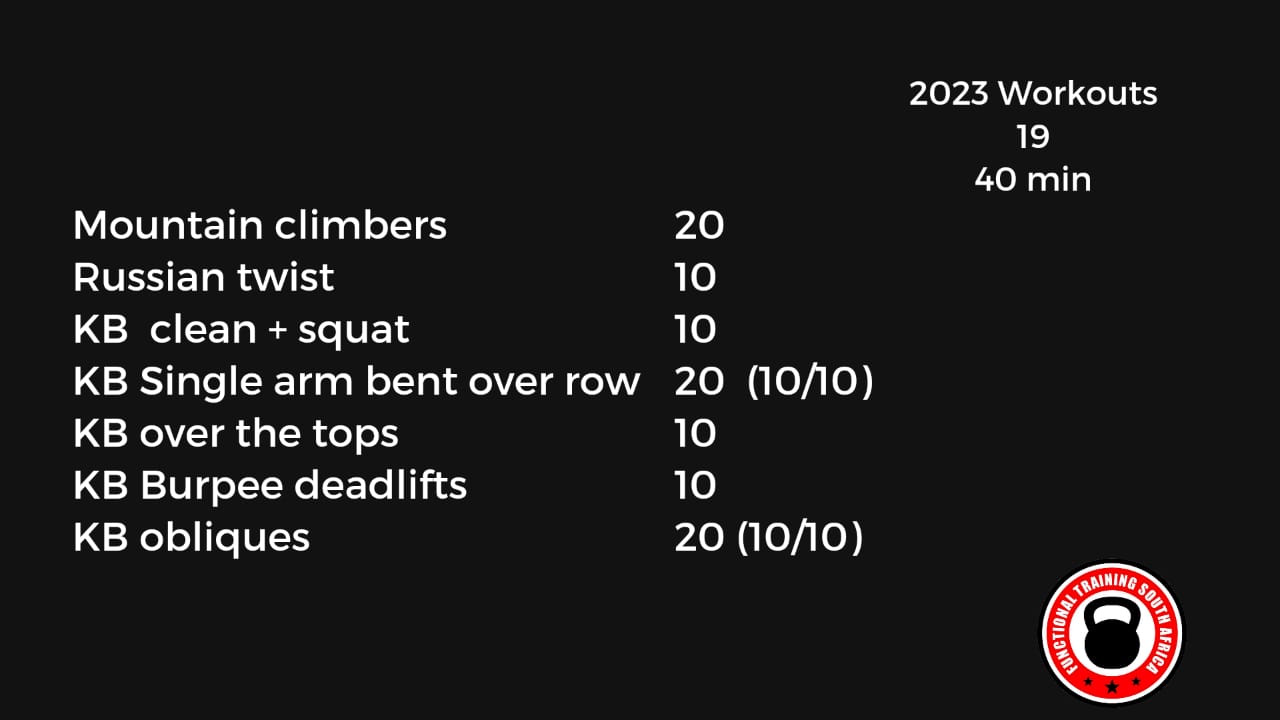 2023 Workouts
19
40 min
Mountain climbers 20
Russian twist 10
KB  clean + squat 10
KB Single arm bent over row 20  (10/10)
KB over the tops 10
KB Burpee deadlifts 10
KB obliques 20 (10/10)
FUNCTIONAL TRAINING SOUTH AFRICA